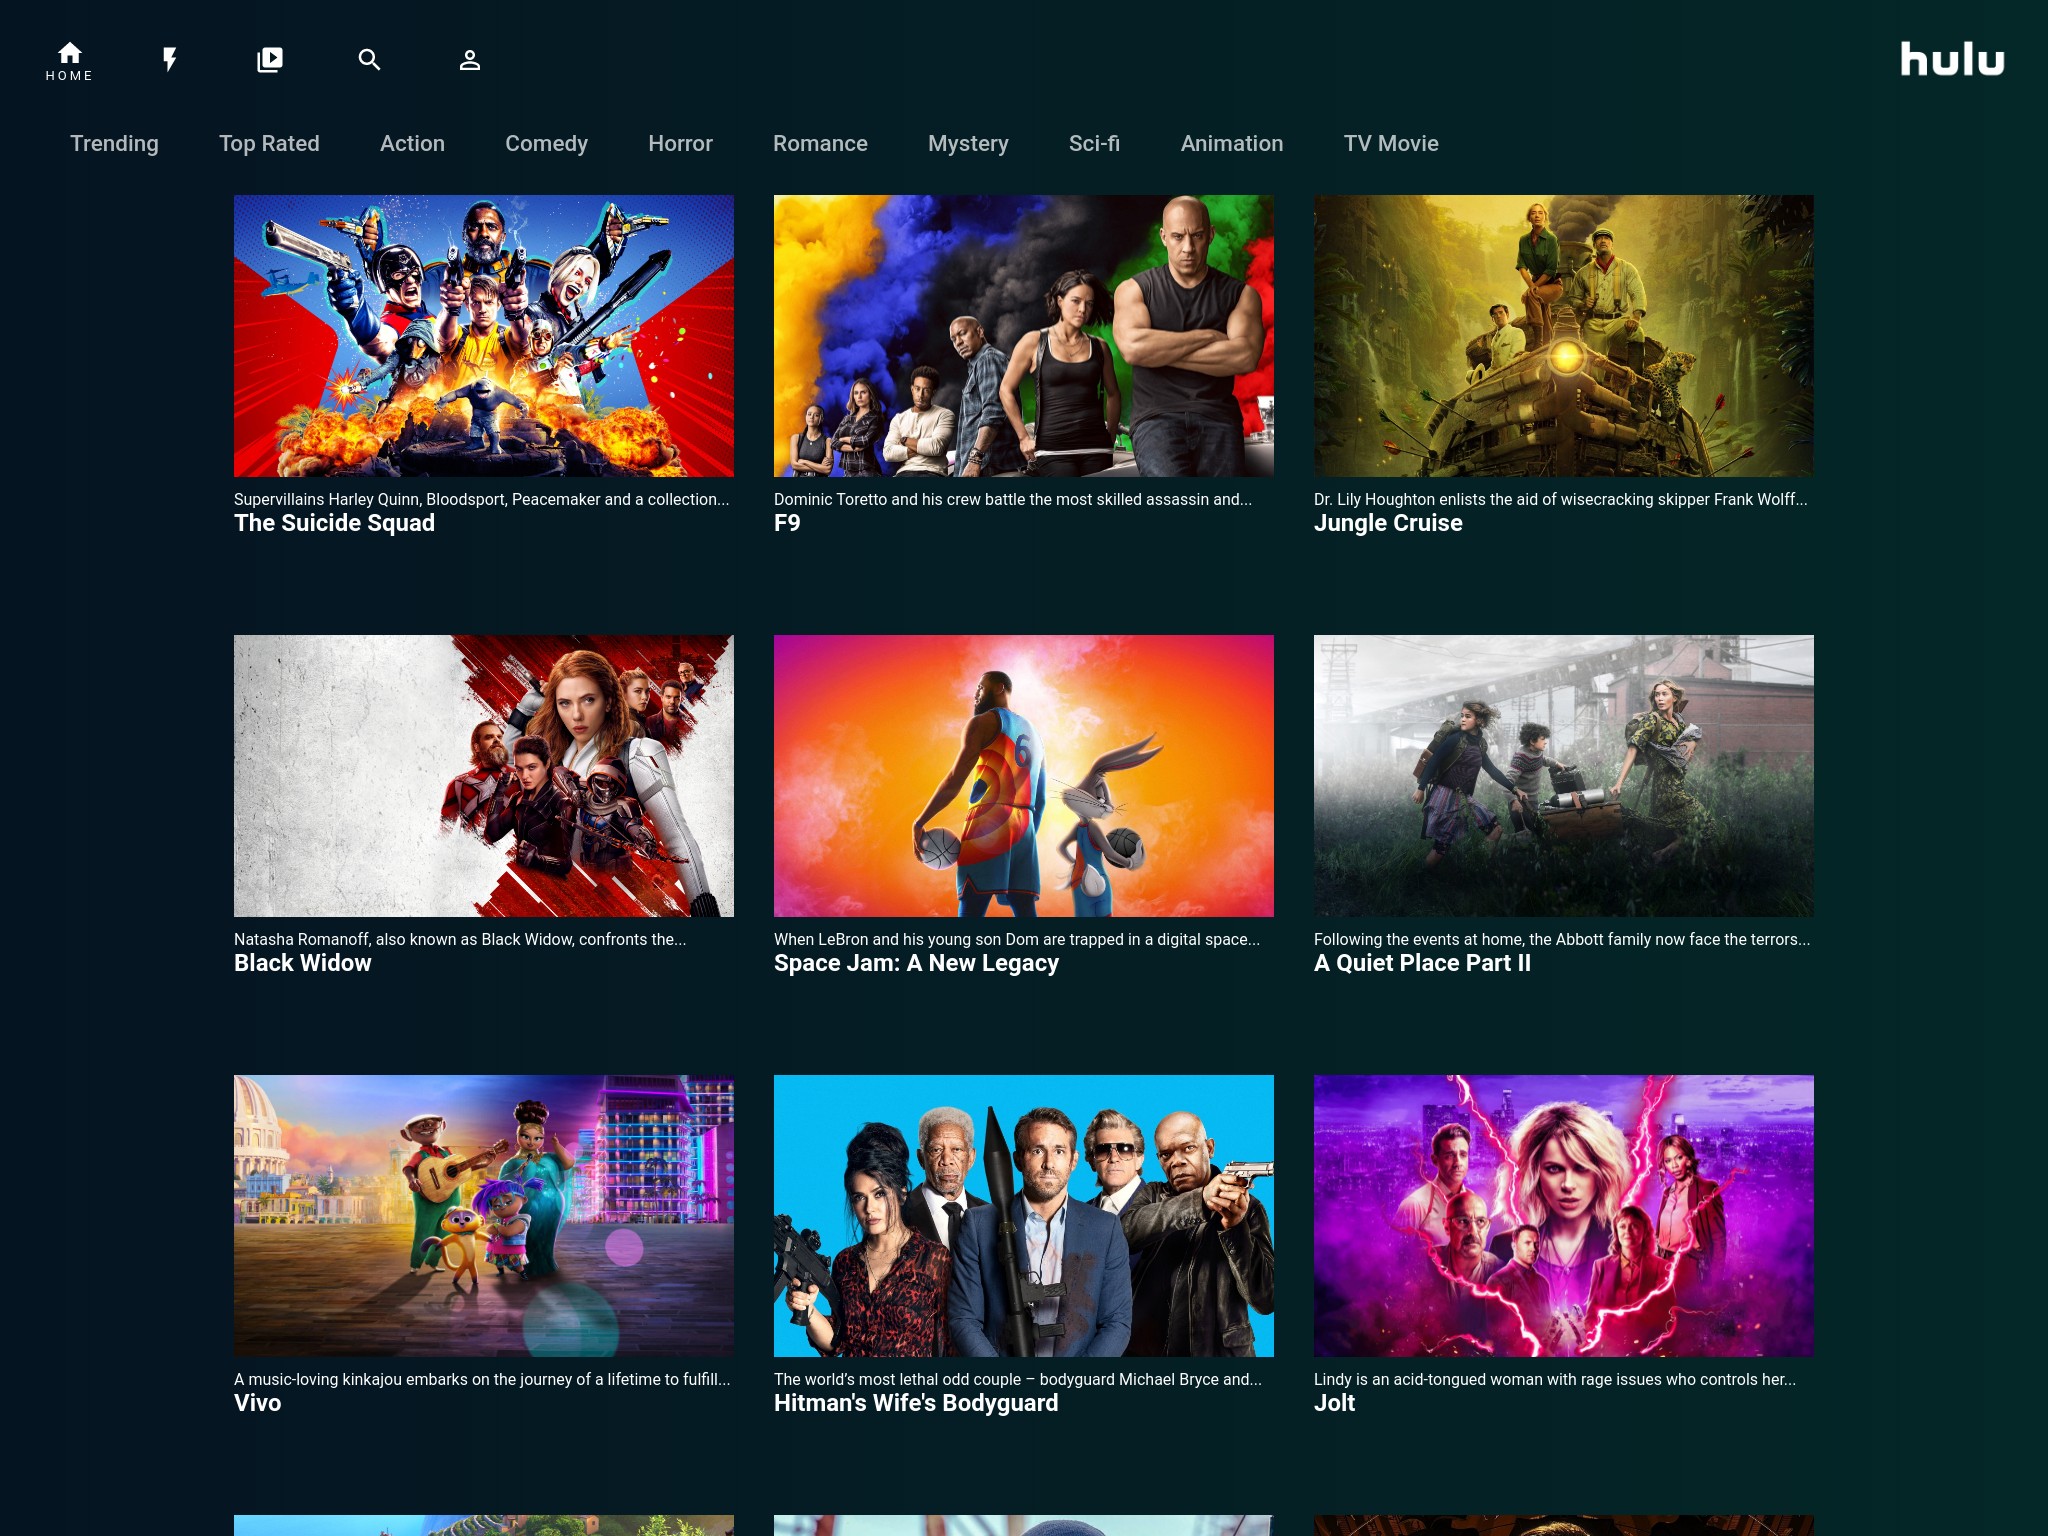 HOME
hulu
Trending Top Rated Action Comedy Horror Romance Mystery Sci-fi Animation TV Movie
Supervillains Harley Quinn, Bloodsport, Peacemaker and a collection...
The Suicide Squad
Dominic Toretto and his crew battle the most skilled assassin and...
F9
Dr. Lily Houghton enlists the aid of wisecracking skipper Frank Wolff...
Jungle Cruise
Natasha Romanoff, also known as Black Widow, confronts the...
Black Widow
6
When LeBron and his young son Dom are trapped in a digital space...
Space Jam: A New Legacy
Following the events at home, the Abbott family now face the terrors...
A Quiet Place Part II
A music-loving kinkajou embarks on the journey of a lifetime to fulfill...
Vivo
The world’s most lethal odd couple – bodyguard Michael Bryce and...
Hitman's Wife's Bodyguard
Lindy is an acid-tongued woman with rage issues who controls her...
Jolt